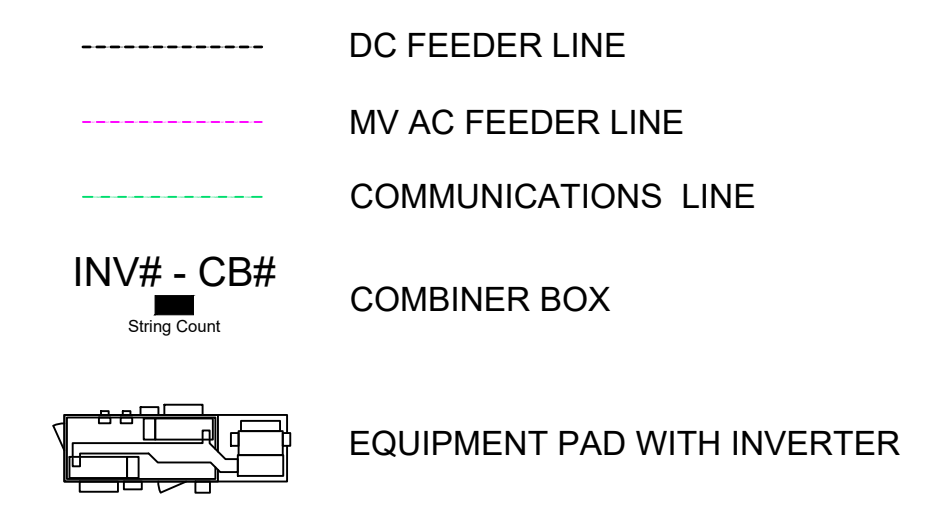 DC FEEDER LINE
MV AC FEEDER LINE
COMMUNICATIONS LINE
INV# - CB#
String Count
COMBINER BOX
EQUIPMENT PAD WITH INVERTER